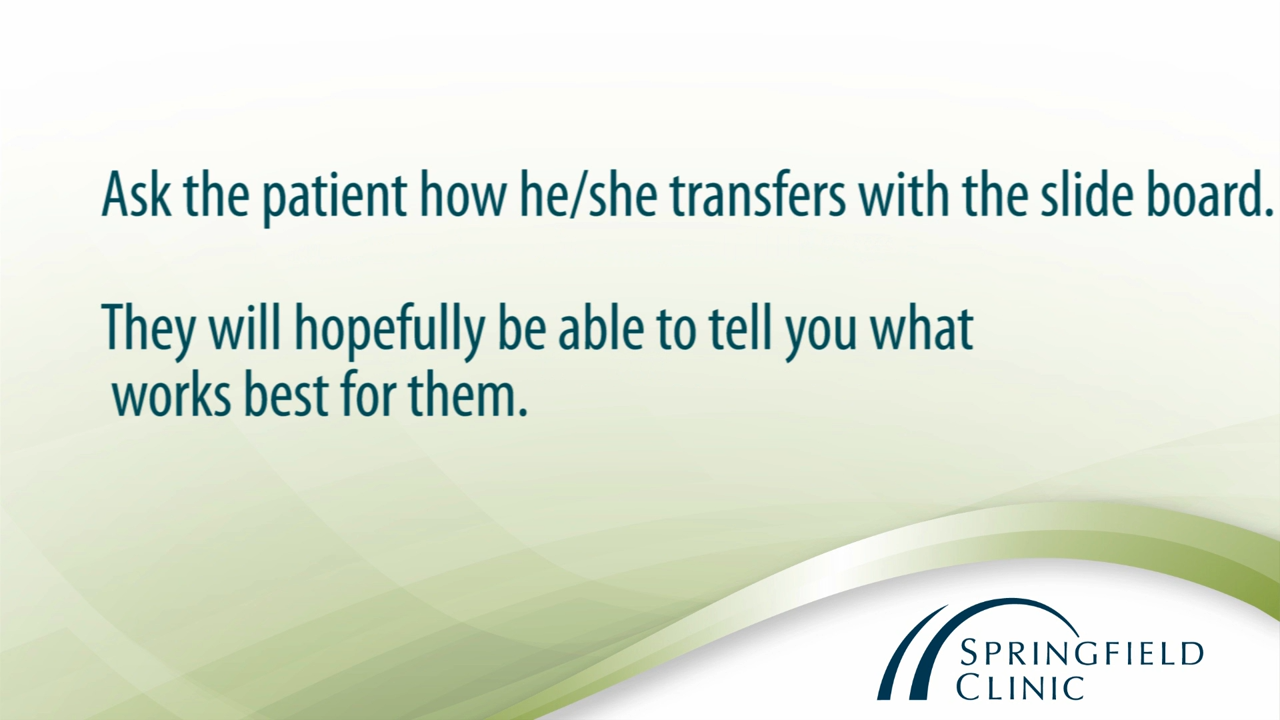 Ask the patient how he/she transfers with the slide board.
They will hopefully be able to tell you what
works best for them.
SPRINGFIELD
CLINIC